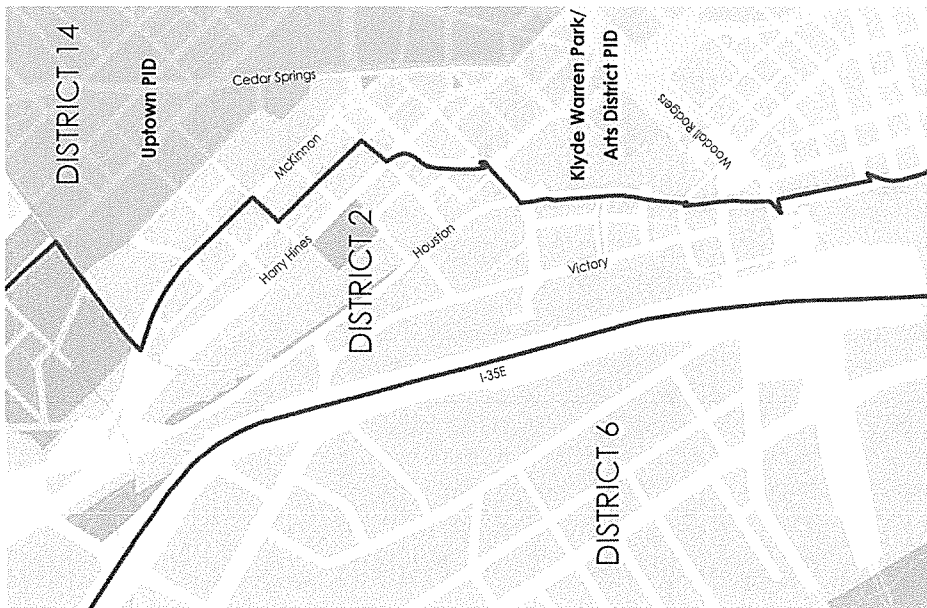 DISTRICT 14
Uptown PID
Cedar Springs
McKinnon
Harry Hines
DISTRICT 2
Houston
Victory
I-35E
Klyde Warren Park/
Arts District PID
Woodall Rodgers
DISTRICT 6